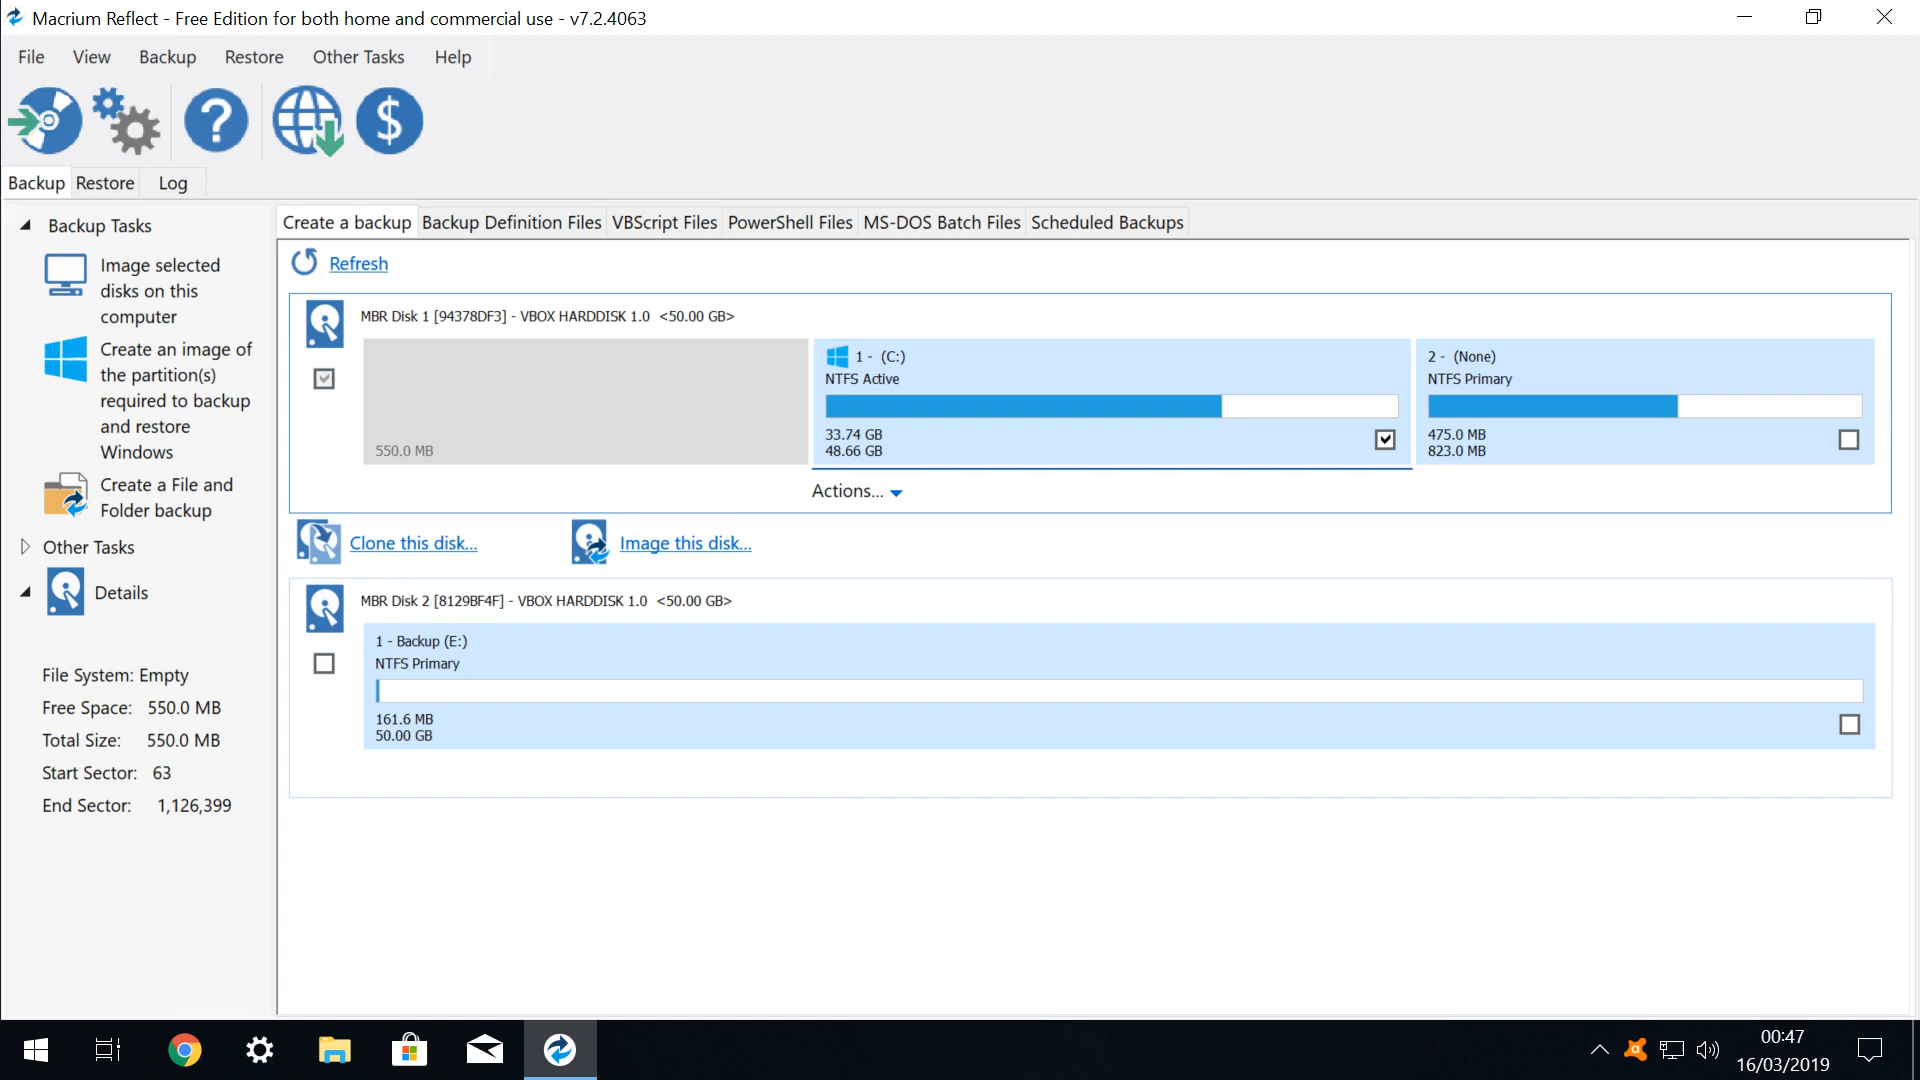 Macrium Reflect - Free Edition for both home and commercial use - v7.2.4063
File View Backup Restore Other Tasks Help
Backup Restore Log
Backup Tasks
Image selected
disks on this
computer
Create an image of
the partition(s)
required to backup
and restore
Windows
Create a File and
Folder backup
Other Tasks
Details
File System: Empty
Free Space: 550.0 MB
Total Size: 550.0 MB
Start Sector: 63
End Sector: 1,126,399
Create a backup Backup Definition Files VBScript Files PowerShell Files MS-DOS Batch Files Scheduled Backups
Refresh
MBR Disk 1 [94378DF3] - VBOX HARDDISK 1.0 <50.00 GB>
550.0 MB
1 - (C:)
NTFS Active
33.74 GB
48.66 GB
2 - (None)
NTFS Primary
475.0 MB
823.0 MB
Actions...
Clone this disk... Image this disk...
MBR Disk 2 [8129BF4F] - VBOX HARDDISK 1.0 <50.00 GB>
1 - Backup (E:)
NTFS Primary
161.6 MB
50.00 GB
00:47
16/03/2019